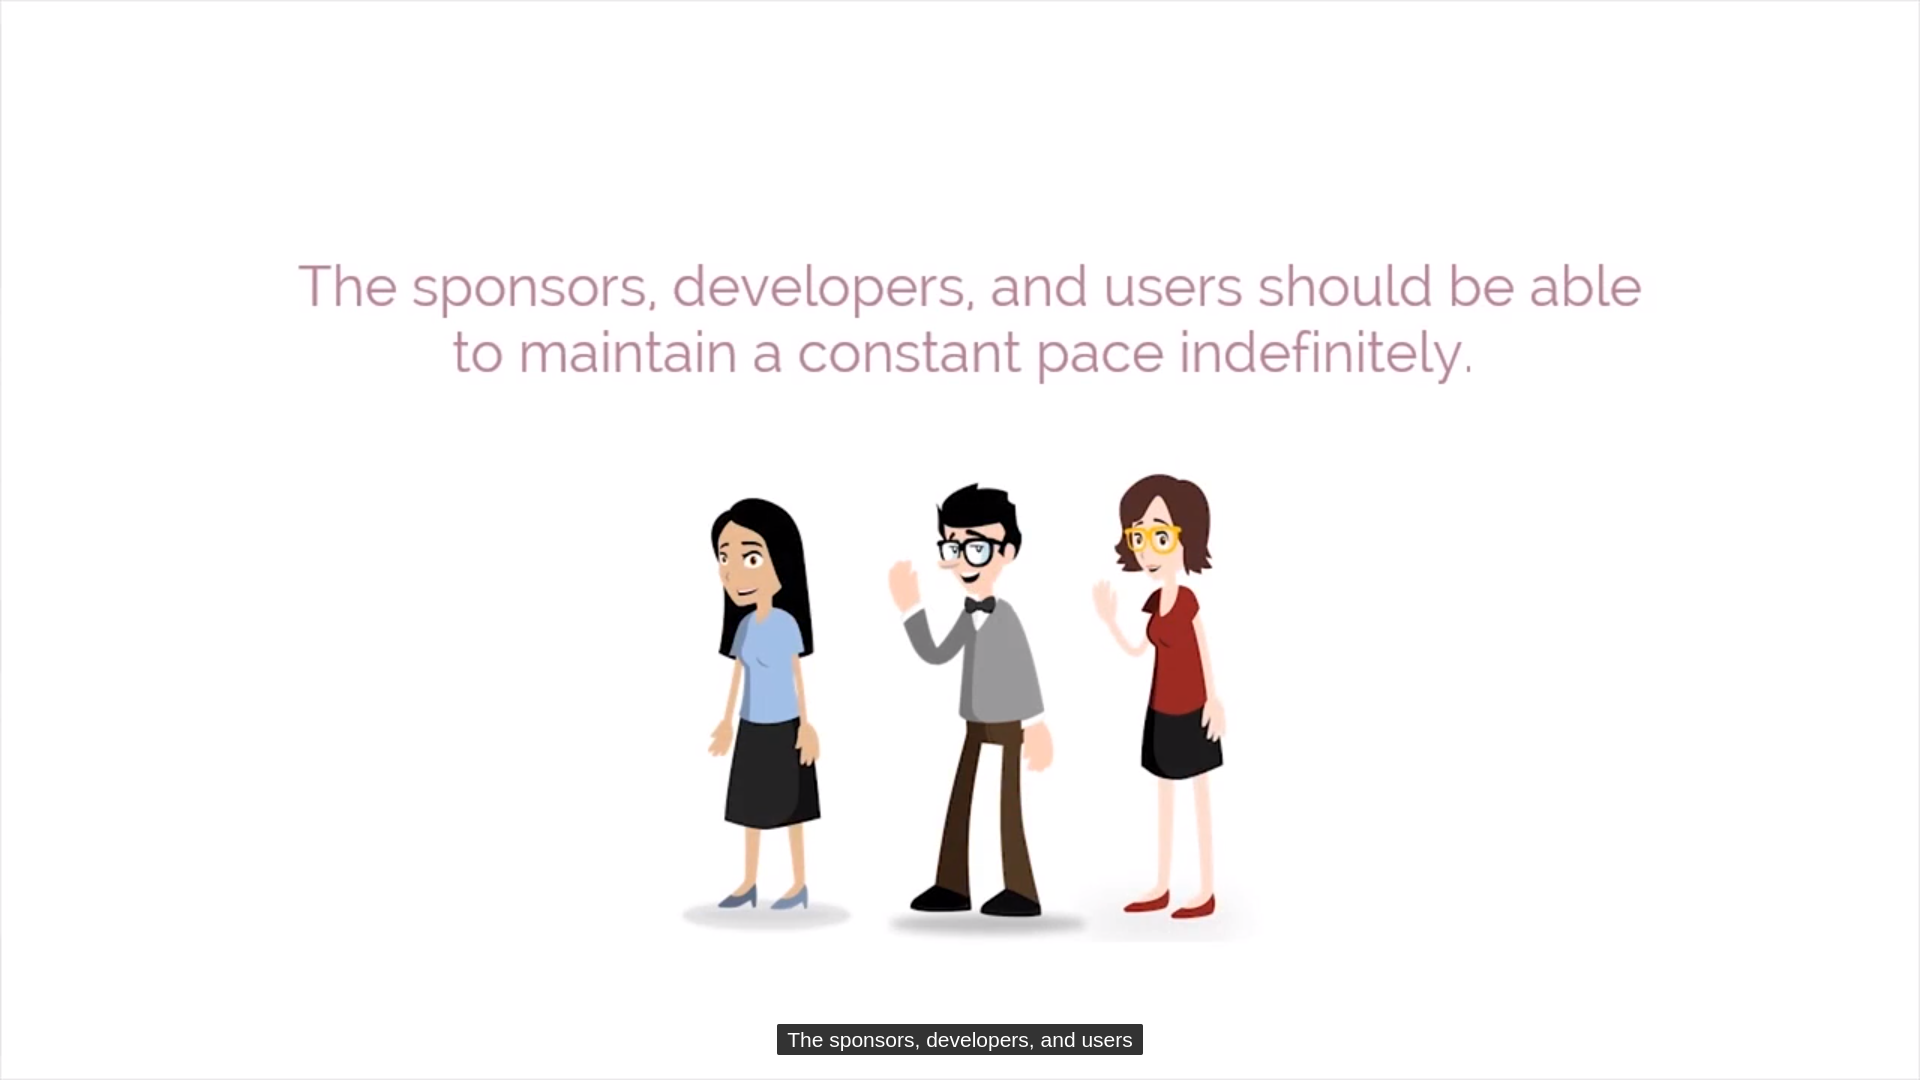 The sponsors, developers, and users should be able
to maintain a constant pace indefinitely.
The sponsors, developers, and users